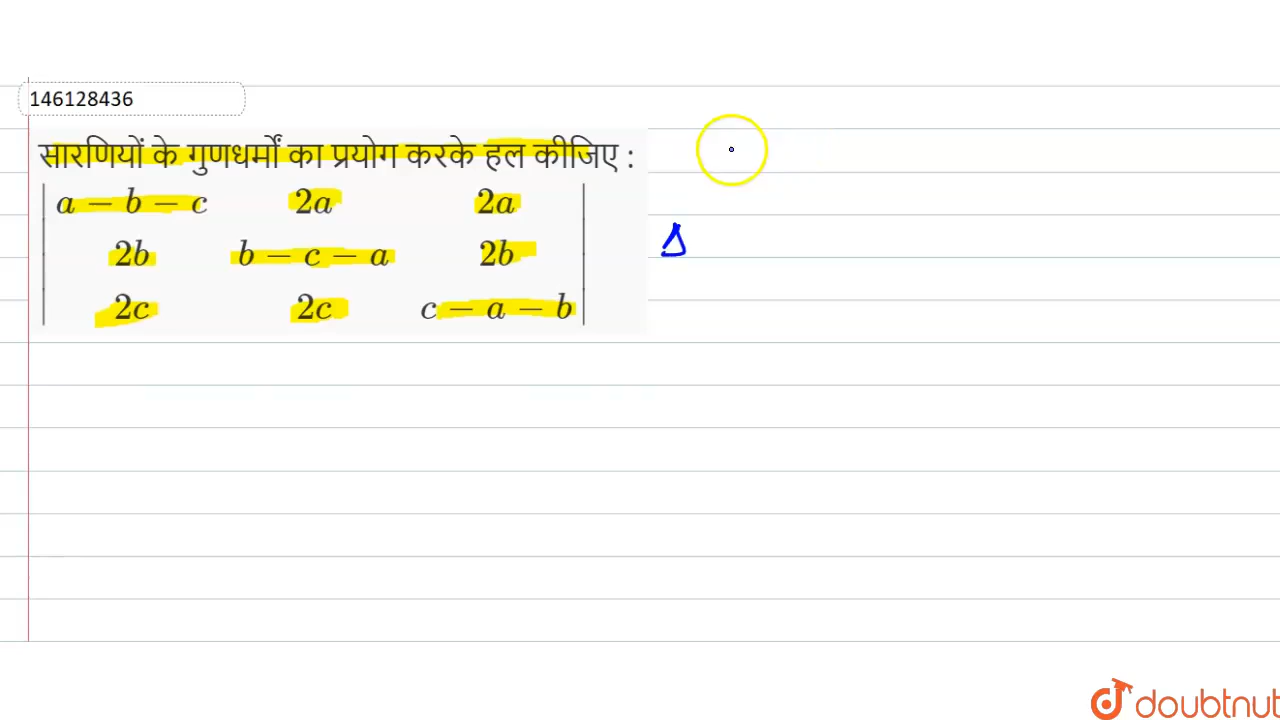 146128436
सारणियों के गुणधर्मों का प्रयोग करके हल कीजिए :
a − b − c 2a 2a
2b b − c − a 2b
2c 2c c − a − b
Δ
doubtnut